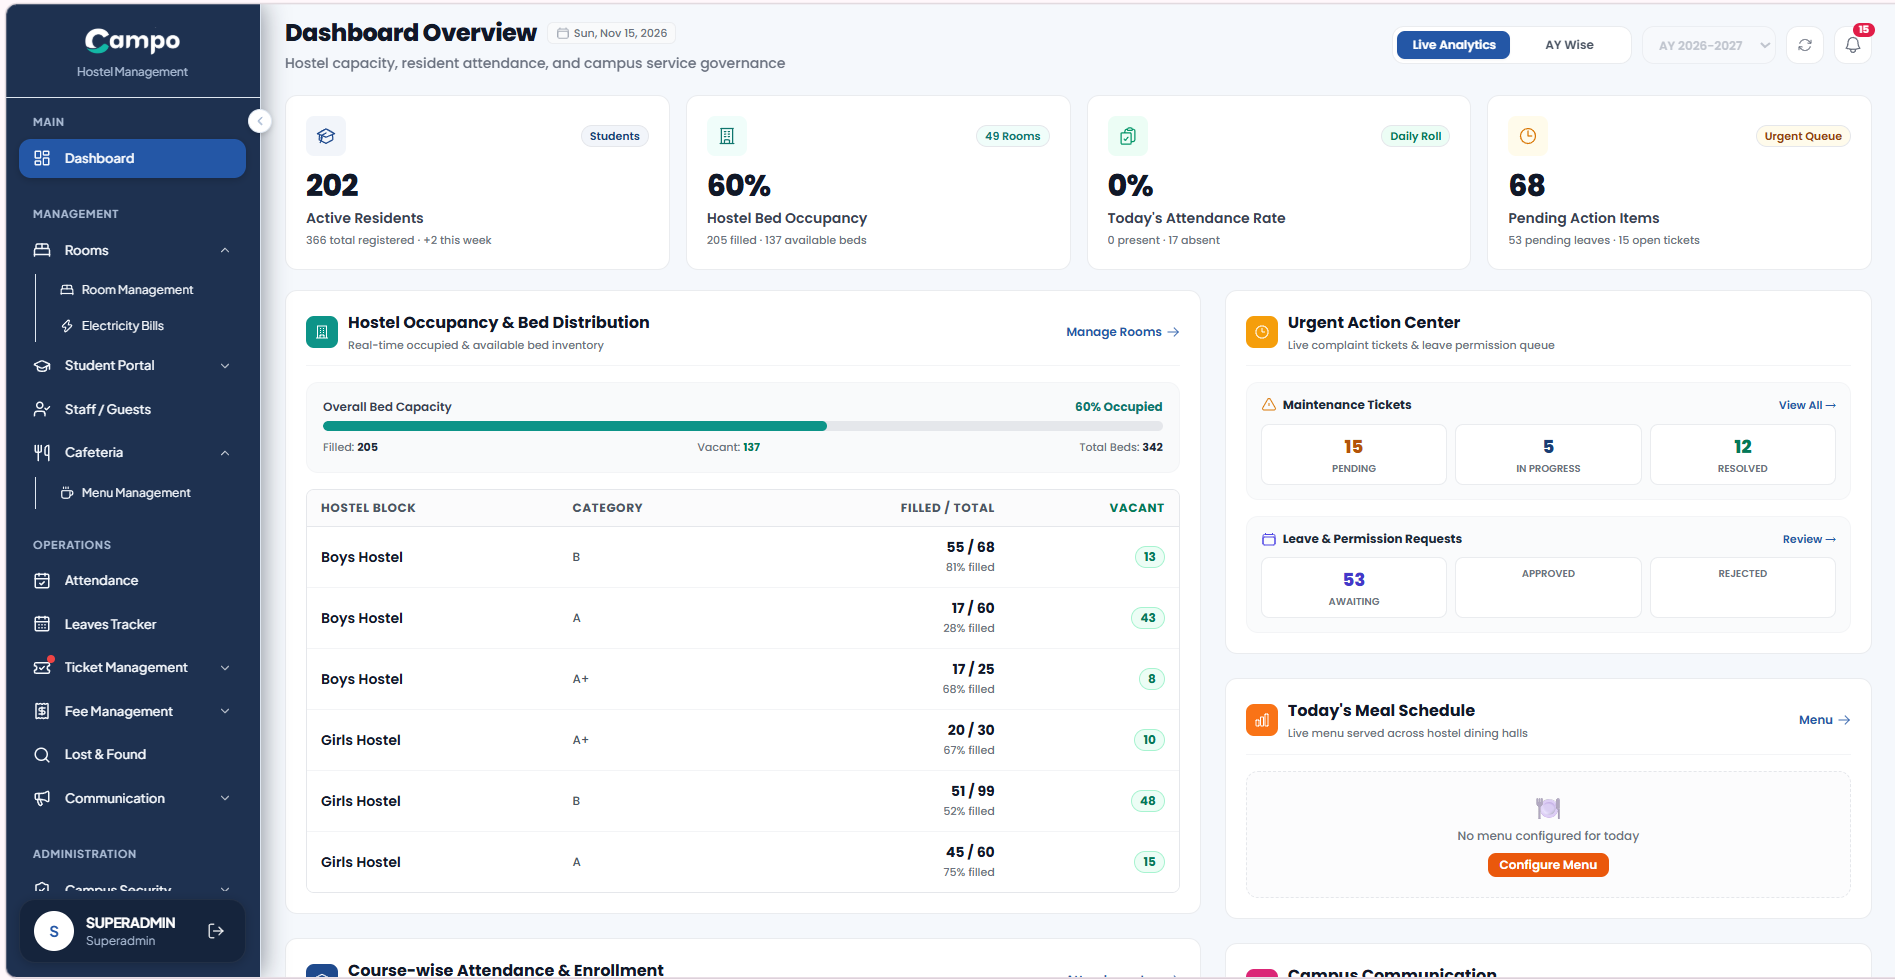 Campo
Hostel Management
MAIN
Dashboard
MANAGEMENT
Rooms
Room Management
Electricity Bills
Student Portal
Staff / Guests
Cafeteria
Menu Management
OPERATIONS
Attendance
Leaves Tracker
Ticket Management
Fee Management
Lost & Found
Communication
ADMINISTRATION
Campus Security
S
SUPERADMIN
Superadmin
Dashboard Overview
Sun, Nov 15, 2026
Hostel capacity, resident attendance, and campus service governance
Live Analytics
AY Wise
AY 2026-2027
15
Students
202
Active Residents
366 total registered · +2 this week
49 Rooms
60%
Hostel Bed Occupancy
205 filled · 137 available beds
Daily Roll
0%
Today's Attendance Rate
0 present · 17 absent
Urgent Queue
68
Pending Action Items
53 pending leaves · 15 open tickets
Hostel Occupancy & Bed Distribution
Real-time occupied & available bed inventory
Manage Rooms →
Overall Bed Capacity
60% Occupied
Filled: 205
Vacant: 137
Total Beds: 342
HOSTEL BLOCK CATEGORY FILLED / TOTAL VACANT
Boys Hostel B 55 / 68 13
81% filled
Boys Hostel A 17 / 60 43
28% filled
Boys Hostel A+ 17 / 25 8
68% filled
Girls Hostel A+ 20 / 30 10
67% filled
Girls Hostel B 51 / 99 48
52% filled
Girls Hostel A 45 / 60 15
75% filled
Course-wise Attendance & Enrollment
Urgent Action Center
Live complaint tickets & leave permission queue
Maintenance Tickets
View All →
15 5 12
PENDING IN PROGRESS RESOLVED
Leave & Permission Requests
Review →
53
AWAITING
APPROVED
REJECTED
Today's Meal Schedule
Live menu served across hostel dining halls
Menu →
No menu configured for today
Configure Menu
Campus Communication